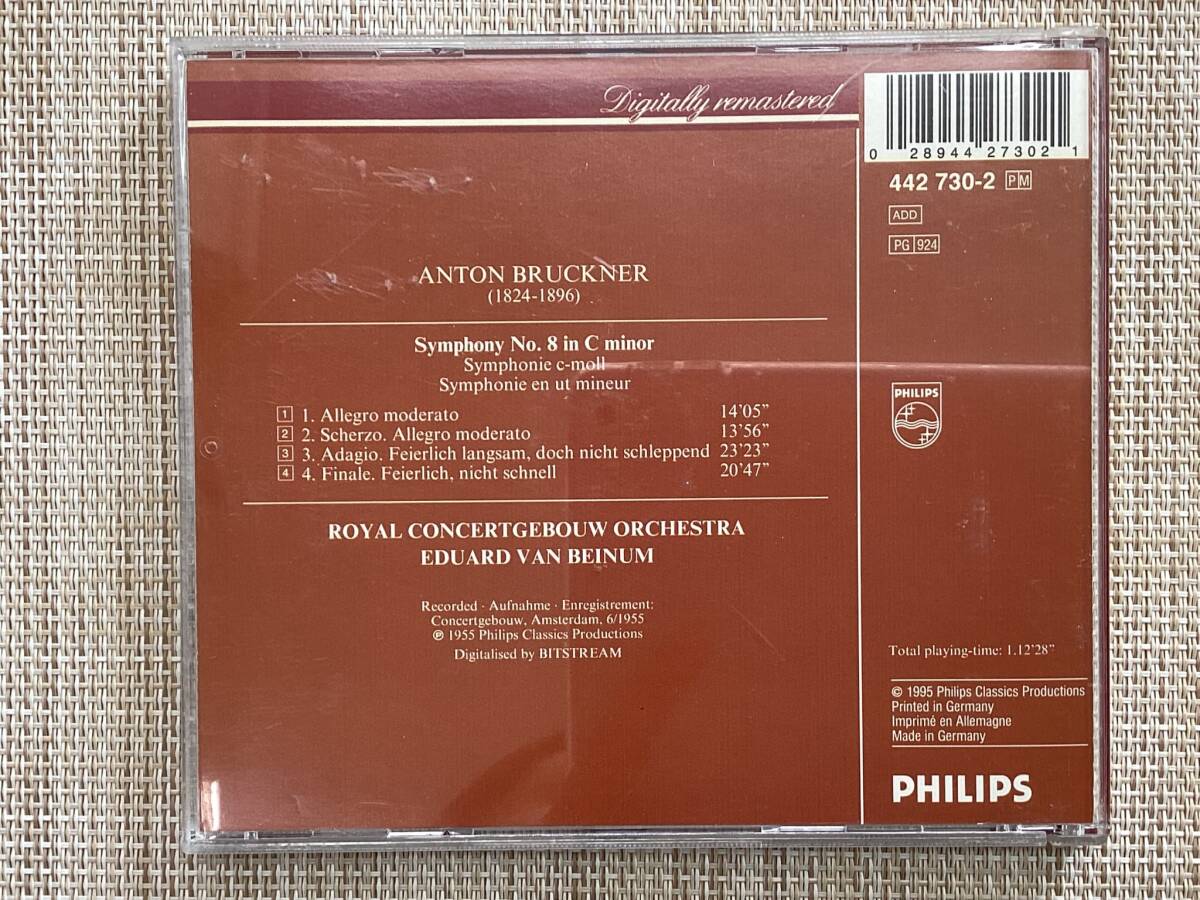 Digitally remastered
0 28944 27302 1
442 730-2 PM
ADD
PG 924
ANTON BRUCKNER
(1824-1896)
Symphony No. 8 in C minor
Symphonie c-moll
Symphonie en ut mineur
1 1. Allegro moderato 14'05”
2 2. Scherzo. Allegro moderato 13'56”
3 3. Adagio. Feierlich langsam, doch nicht schleppend 23'23”
4 4. Finale. Feierlich, nicht schnell 20'47”
ROYAL CONCERTGEBOUW ORCHESTRA
EDUARD VAN BEINUM
Recorded · Aufnahme · Enregistrement:
Concertgebouw, Amsterdam, 6/1955
℗ 1955 Philips Classics Productions
Digitalised by BITSTREAM
PHILIPS
Total playing-time: 1.12'28”
© 1995 Philips Classics Productions
Printed in Germany
Imprimé en Allemagne
Made in Germany
PHILIPS